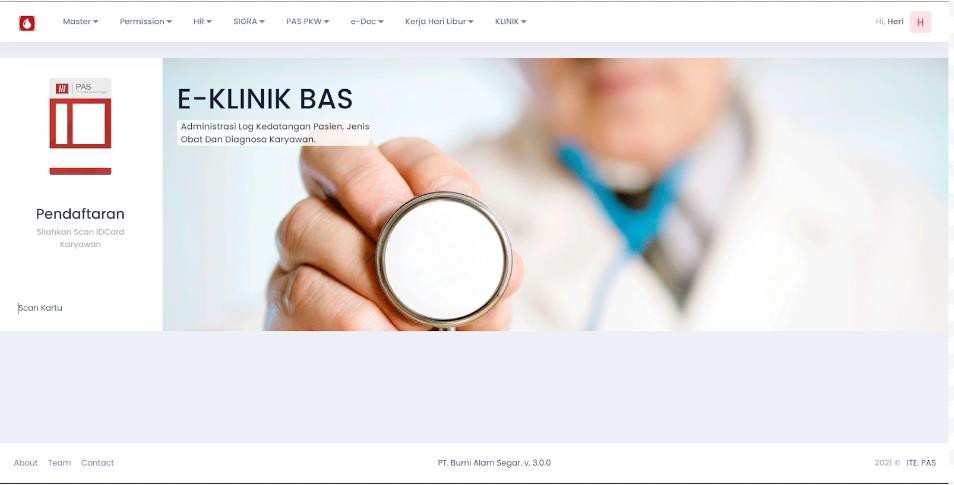 Master Permission HR SIGRA PAS PKW e-Doc Kerja Hari Libur KLINIK Hi, Heri H
PAS
E-KLINIK BAS
Administrasi Log Kedatangan Pasien, Jenis
Obat Dan Diagnosa Karyawan.
Pendaftaran
Silahkan Scan IDCard
Karyawan
Scan Kartu
About Team Contact PT. Bumi Alam Segar. v. 3.0.0 2021 © ITE. PAS